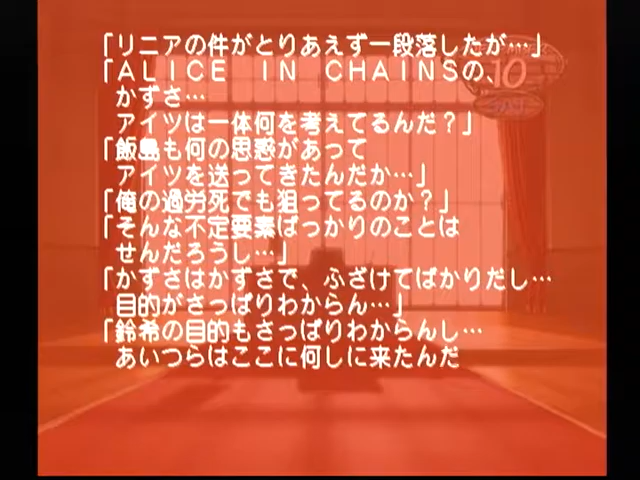 「リニアの件がとりあえず一段落したが…」
「ＡＬＩＣＥ　ＩＮ　ＣＨＡＩＮＳの、
かずさ…
アイツは一体何を考えてるんだ？」
「飯島も何の思惑があって
アイツを送ってきたんだか…」
「俺の過労死でも狙ってるのか？」
「そんな不定要素ばっかりのことは
せんだろうし…」
「かずさはかずさで、ふざけてばかりだし…
目的がさっぱりわからん…」
「鈴希の目的もさっぱりわからんし…
あいつらはここに何しに来たんだ
10